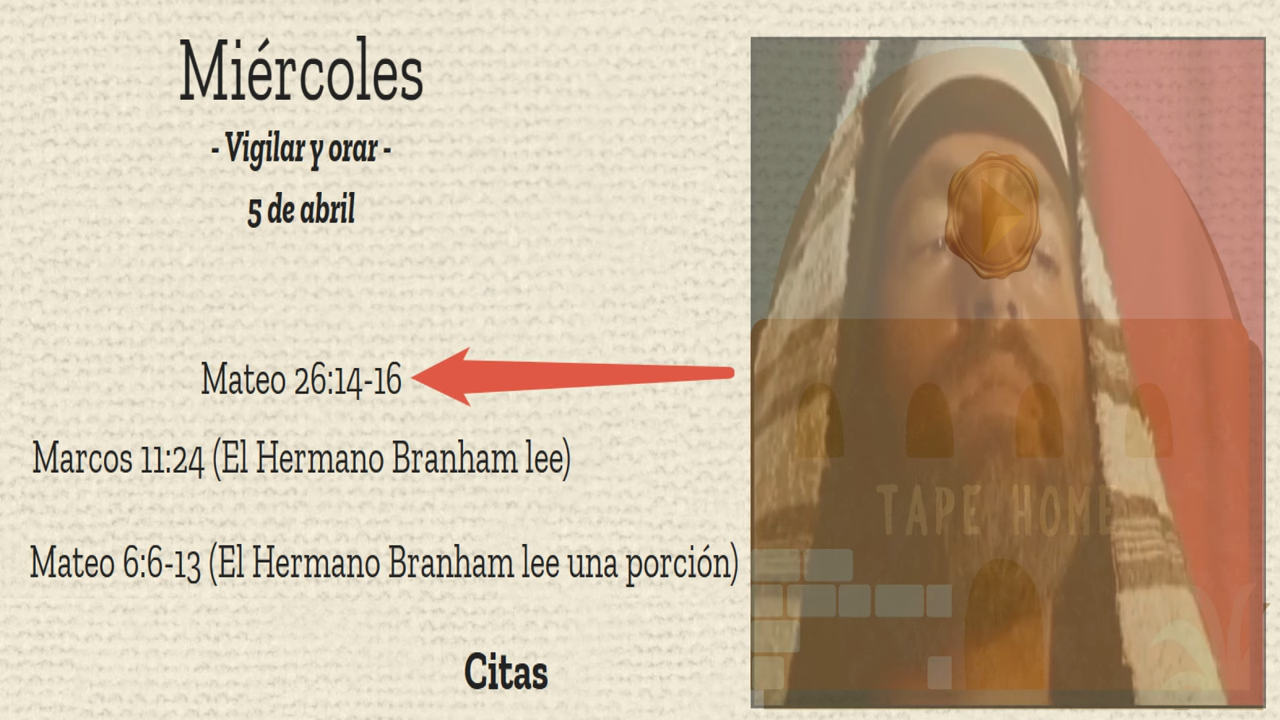 Miércoles
- Vigilar y orar -
5 de abril
Mateo 26:14-16
Marcos 11:24 (El Hermano Branham lee)
Mateo 6:6-13 (El Hermano Branham lee una porción)
TAPE HOME
Citas